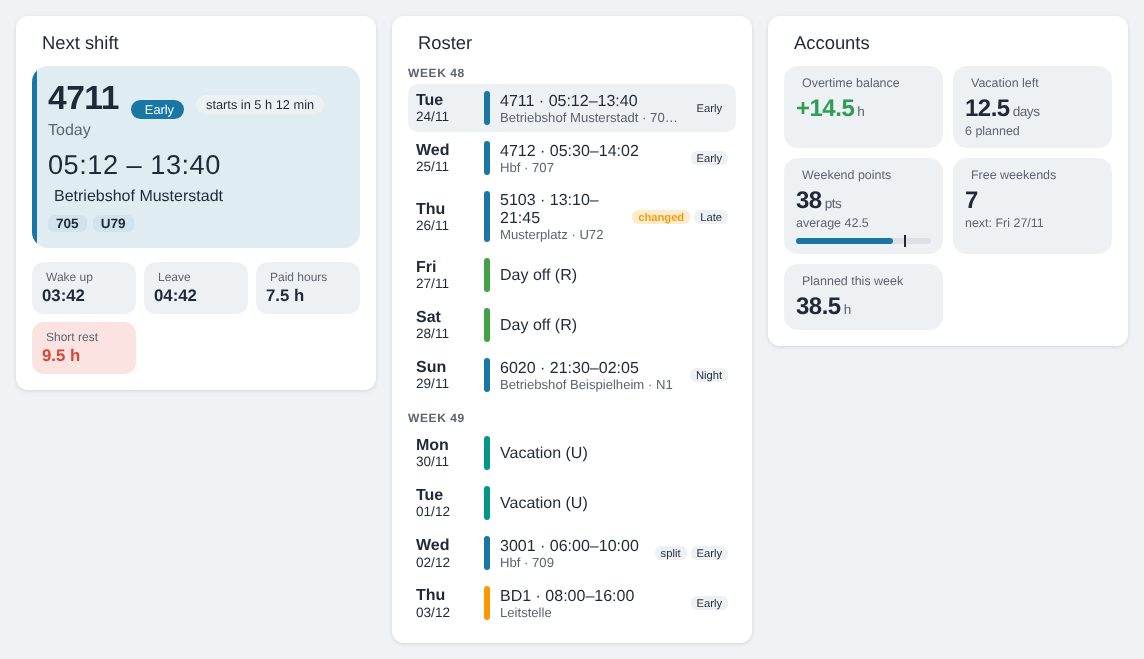 Next shift
4711 Early starts in 5 h 12 min
Today
05:12 – 13:40
Betriebshof Musterstadt
705 U79
Wake up
03:42
Leave
04:42
Paid hours
7.5 h
Short rest
9.5 h
Roster
WEEK 48
Tue
24/11
4711 · 05:12–13:40
Betriebshof Musterstadt · 70…
Early
Wed
25/11
4712 · 05:30–14:02
Hbf · 707
Early
Thu
26/11
5103 · 13:10–
21:45
Musterplatz · U72
changed Late
Fri
27/11
Day off (R)
Sat
28/11
Day off (R)
Sun
29/11
6020 · 21:30–02:05
Betriebshof Beispielheim · N1
Night
WEEK 49
Mon
30/11
Vacation (U)
Tue
01/12
Vacation (U)
Wed
02/12
3001 · 06:00–10:00
Hbf · 709
split Early
Thu
03/12
BD1 · 08:00–16:00
Leitstelle
Early
Accounts
Overtime balance
+14.5 h
Vacation left
12.5 days
6 planned
Weekend points
38 pts
average 42.5
Free weekends
7
next: Fri 27/11
Planned this week
38.5 h